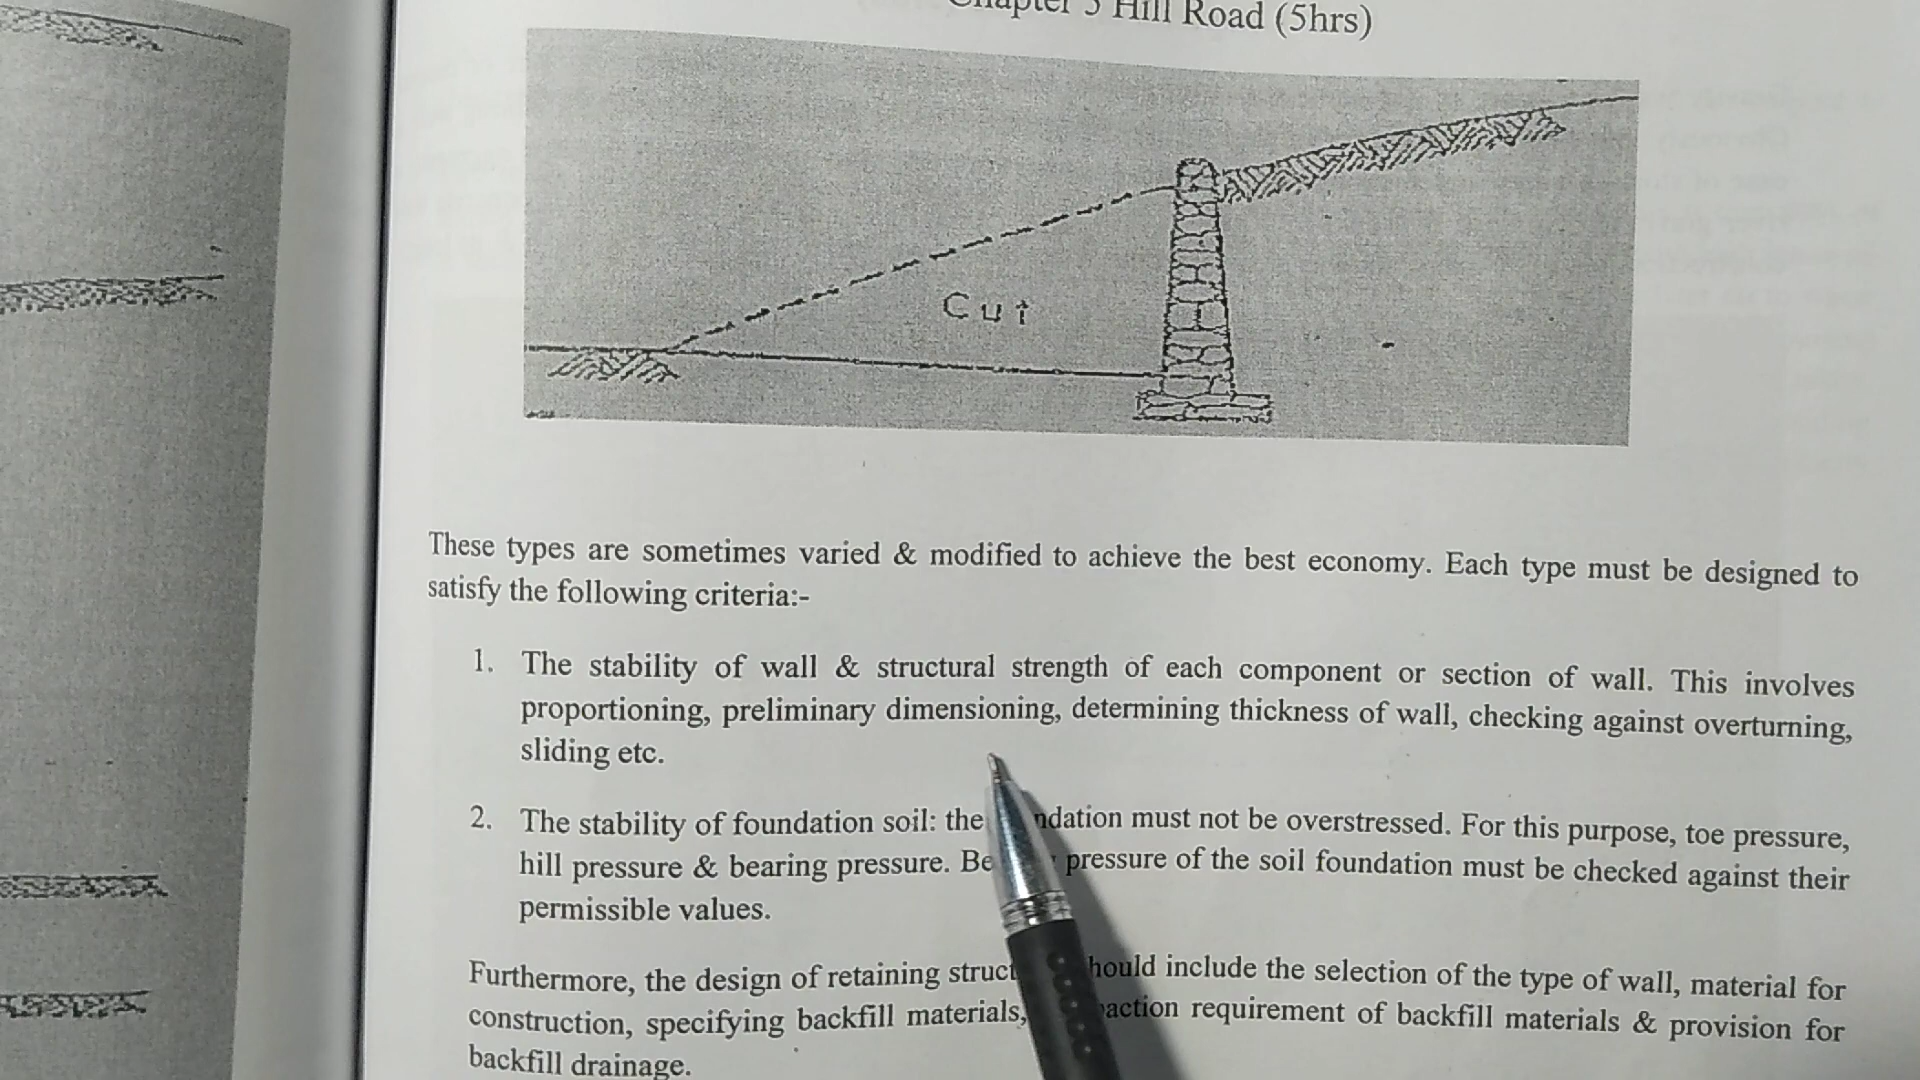 Hill Road (5hrs)
Cut
These types are sometimes varied & modified to achieve the best economy. Each type must be designed to
satisfy the following criteria:-
1. The stability of wall & structural strength of each component or section of wall. This involves
proportioning, preliminary dimensioning, determining thickness of wall, checking against overturning,
sliding etc.
2. The stability of foundation soil: the ndation must not be overstressed. For this purpose, toe pressure,
hill pressure & bearing pressure. Be pressure of the soil foundation must be checked against their
permissible values.
Furthermore, the design of retaining struct hould include the selection of the type of wall, material for
construction, specifying backfill materials, action requirement of backfill materials & provision for
backfill drainage.